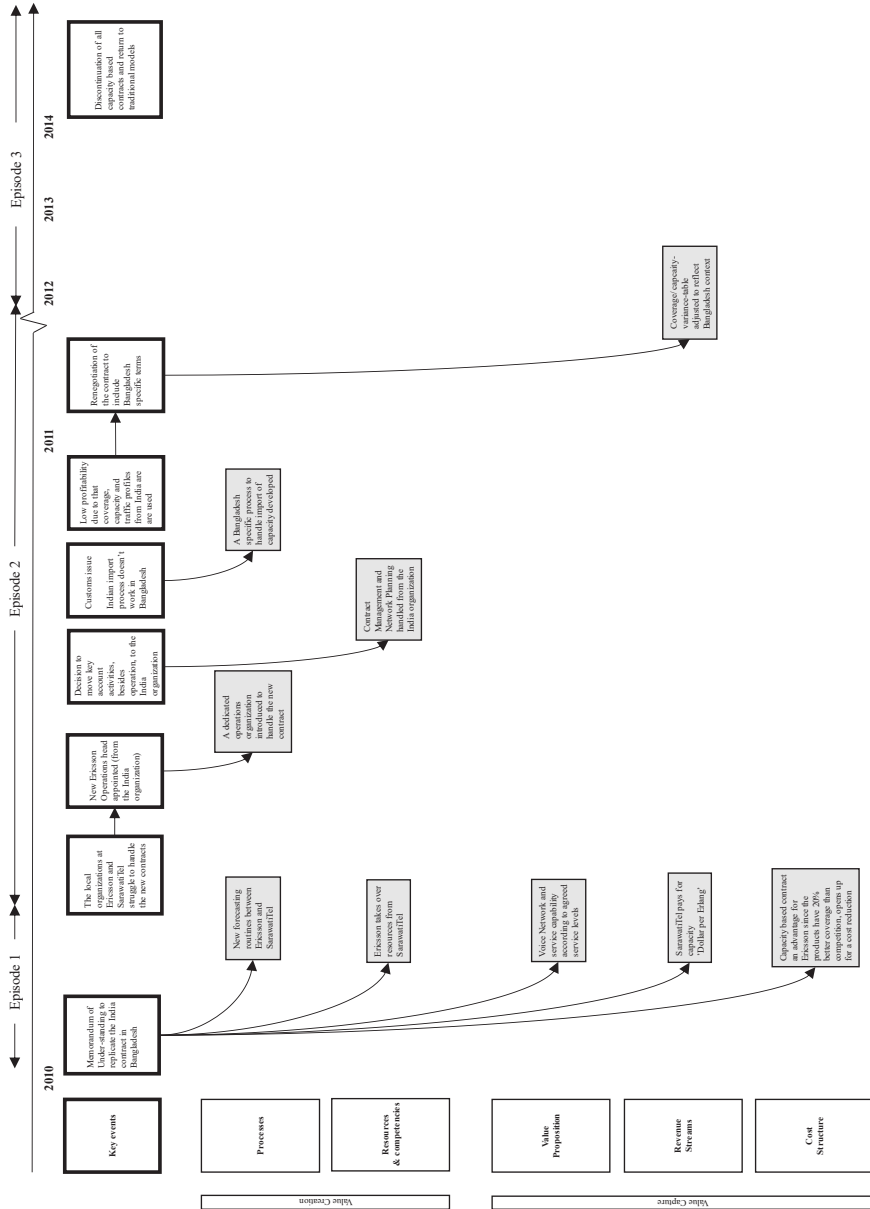 Episode 1
Episode 2
Episode 3
2010
2011
2012
2013
2014
Key events
Memorandum of
Under-standing to
replicate the India
contract in
Bangladesh
The local
organizations at
Ericsson and
SarawatiTel
struggle to handle
the new contracts
New Ericsson
Operations head
appointed (from
the India
organization)
Decision to
move key
account
activities,
besides
operation, to the
India
organization
Customs issue
Indian import
process doesn't
work in
Bangladesh
Low profitability
due to that
coverage,
capacity and
traffic profiles
from India are
are used
Renegotiation of
the contract to
include
Bangladesh
specific terms
Discontinuation of all
capacity based
contracts and return to
traditional models
Value Creation
Processes
New forecasting
routines between
Ericsson and
SarawatiTel
A dedicated
operations
organization
introduced to
handle the new
contract
A Bangladesh
specific process to
handle import of
capacity developed
Resources
& competencies
Ericsson takes over
resources from
SarawatiTel
Contract
Management and
Network Planning
handled from the
India organization
Value Capture
Value
Proposition
Voice Network and
service capability
according to agreed
service levels
Revenue
Streams
SarawatiTel pays for
capacity
'Dollar per Erlang'
Coverage/ capcaity-
variance-table
adjusted to reflect
Bangladesh context
Cost
Structure
Capacity based contract
an advantage for
Ericsson since the
produce have 20%
better coverage than
competition, opens up
for a cost reduction